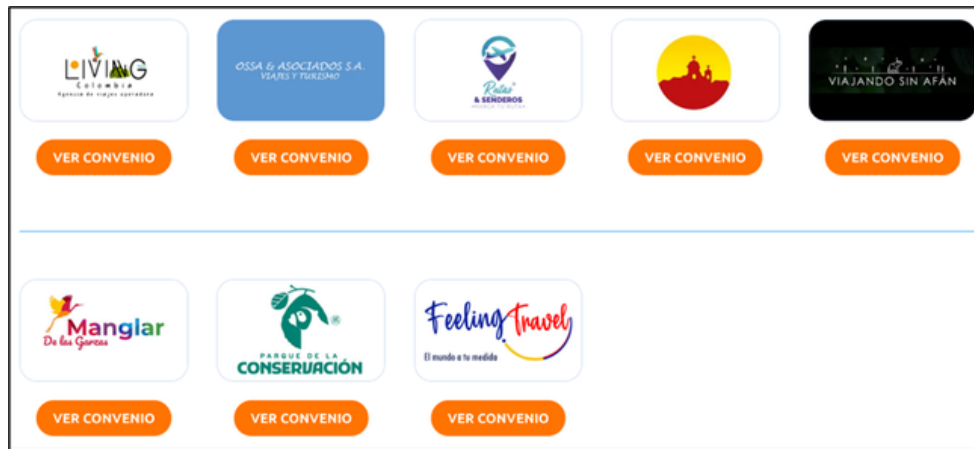 LIVING
Colombia
Agencia de viajes operadora
OSSA & ASOCIADOS S.A.
VIAJES Y TURISMO
Rutas
& SENDEROS
VIAJANDO SIN AFÁN
VER CONVENIO
VER CONVENIO
VER CONVENIO
VER CONVENIO
VER CONVENIO
Manglar
De las Garzas
PARQUE DE LA
CONSERVACIÓN
Feeling Travel
El mundo a tu medida
VER CONVENIO
VER CONVENIO
VER CONVENIO